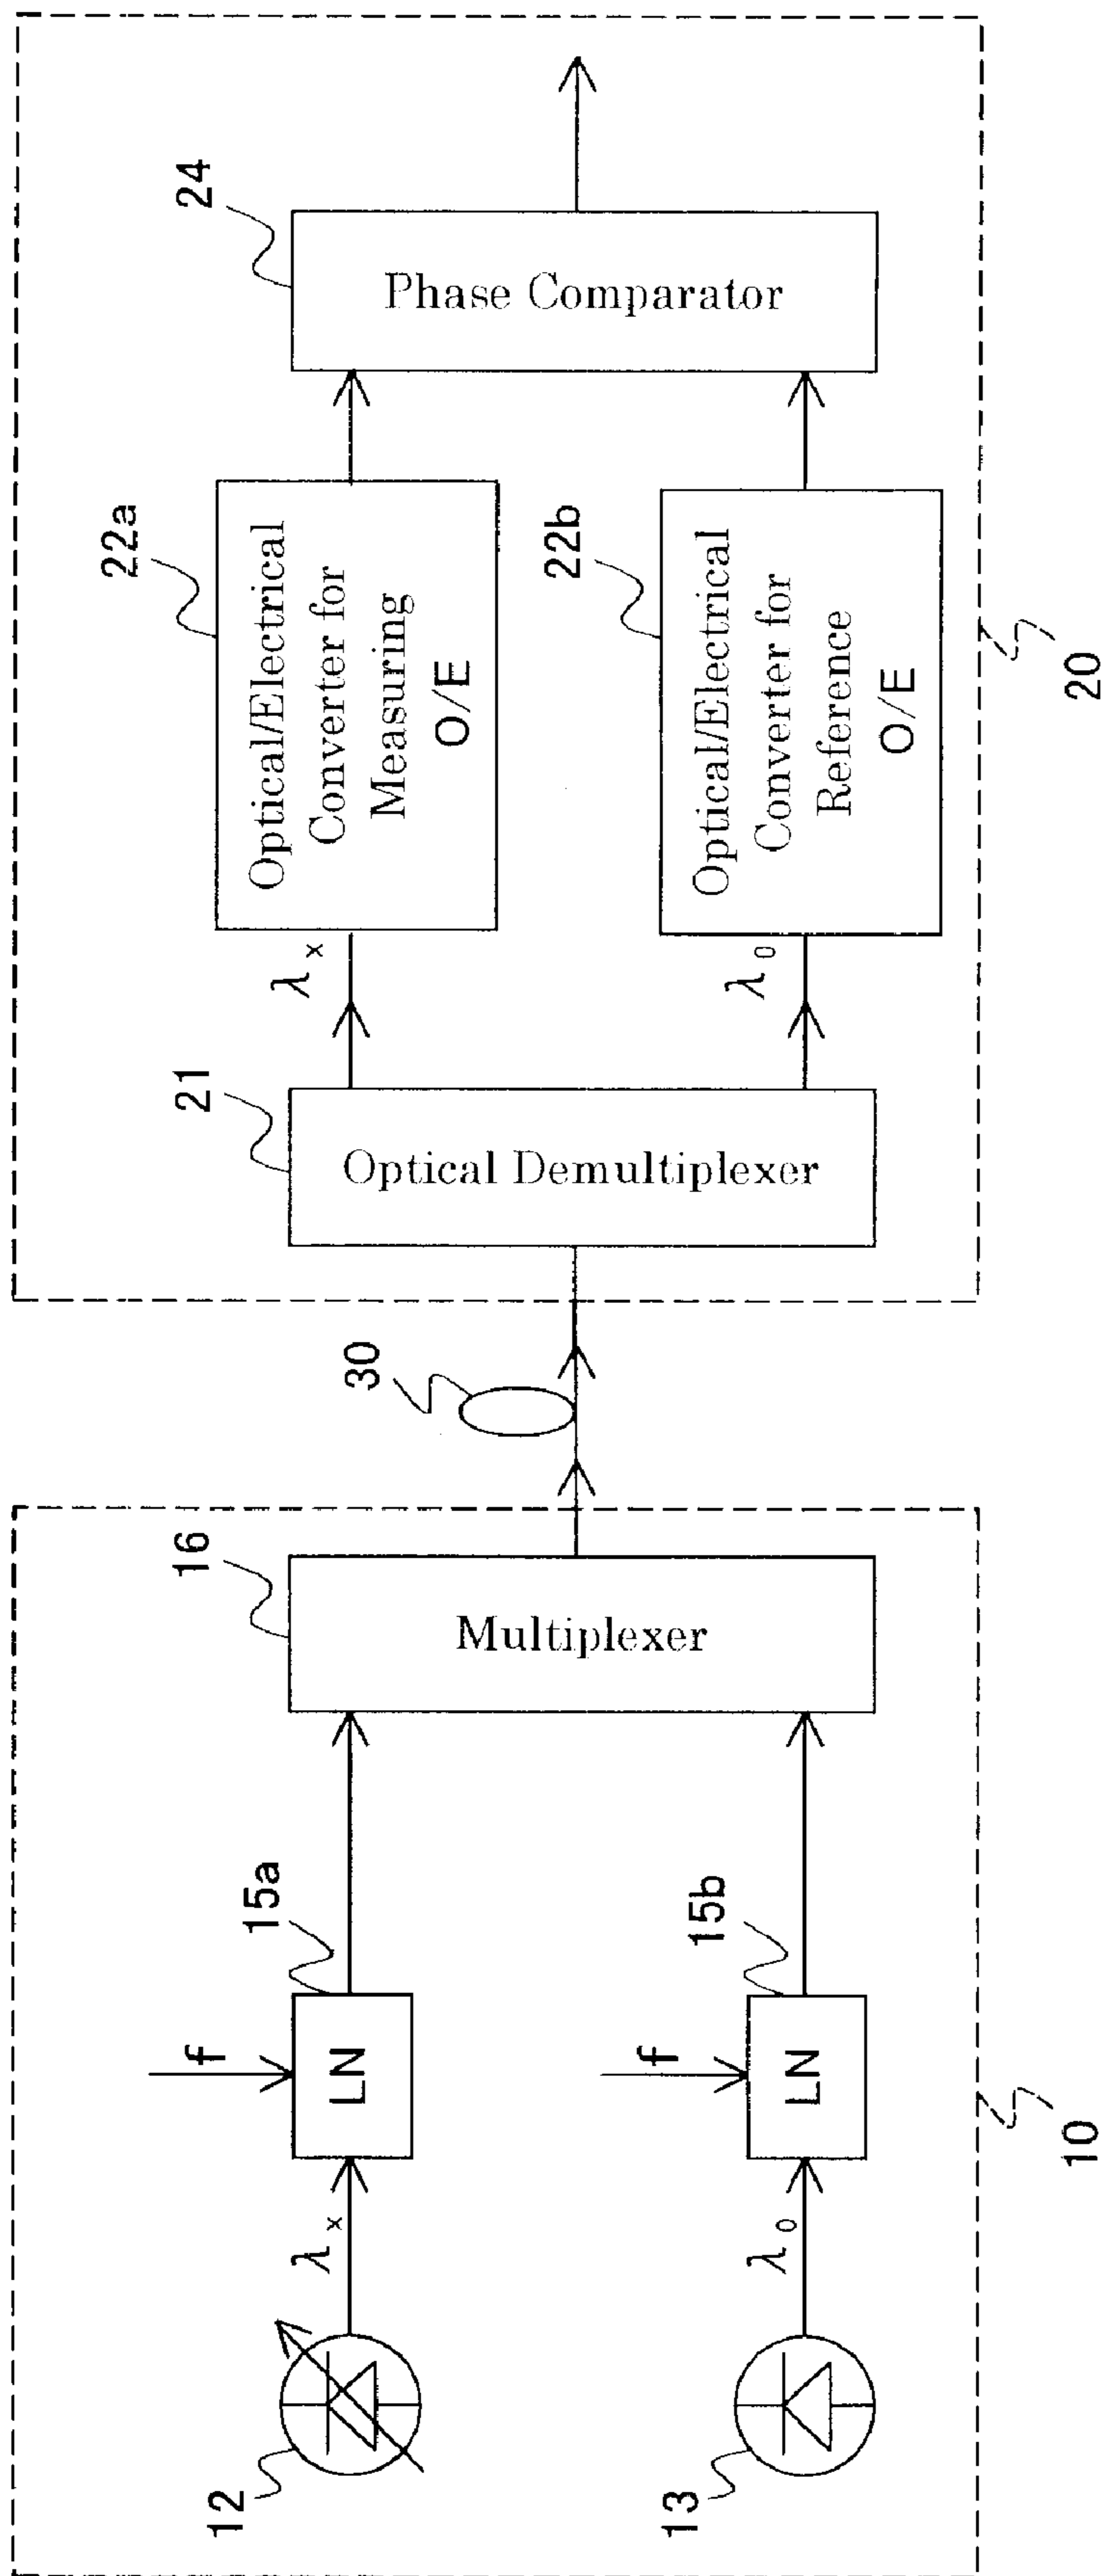 12
λx
f
LN
15a
13
λ0
f
LN
15b
16
Multiplexer
10
30
21
Optical Demultiplexer
λx
22a
Optical/Electrical
Converter for
Measuring
O/E
λ0
22b
Optical/Electrical
Converter for
Reference
O/E
24
Phase Comparator
20